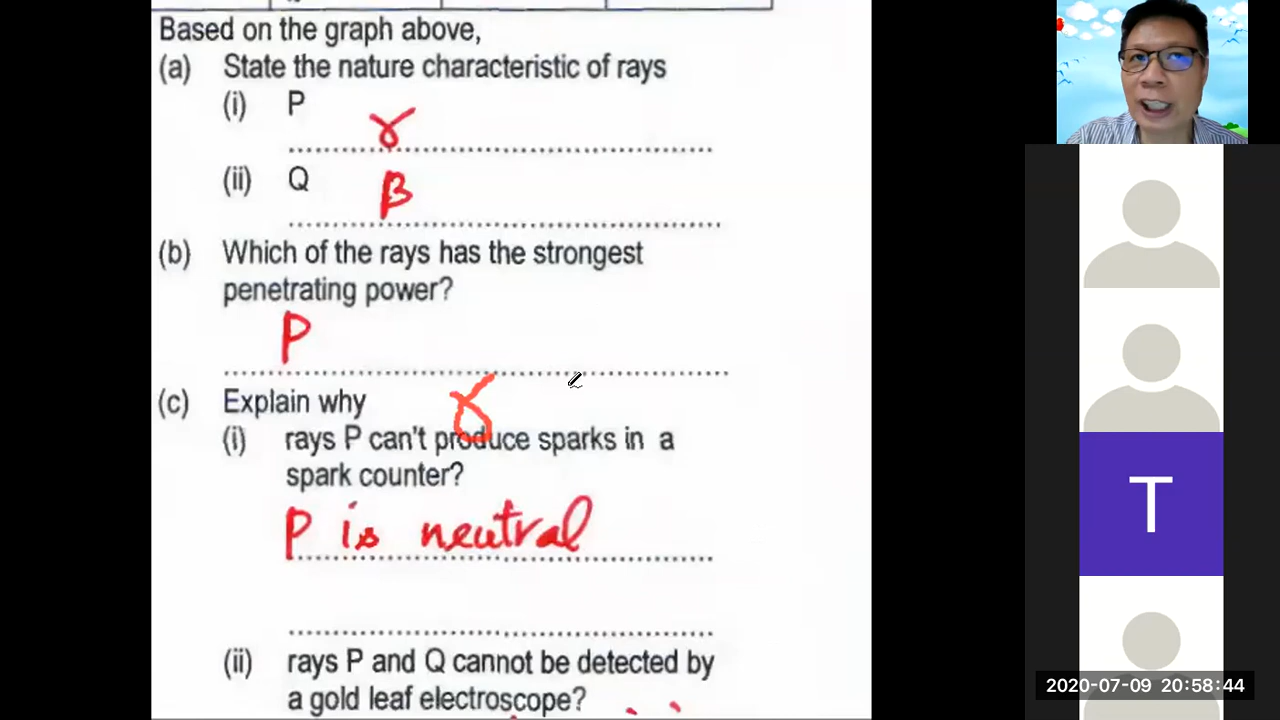 Based on the graph above,
(a) State the nature characteristic of rays
(i) P
γ
(ii) Q
β
(b) Which of the rays has the strongest
penetrating power?
P
(c) Explain why
γ
(i) rays P can't produce sparks in a
spark counter?
P is neutral
(ii) rays P and Q cannot be detected by
a gold leaf electroscope?
T
2020-07-09 20:58:44